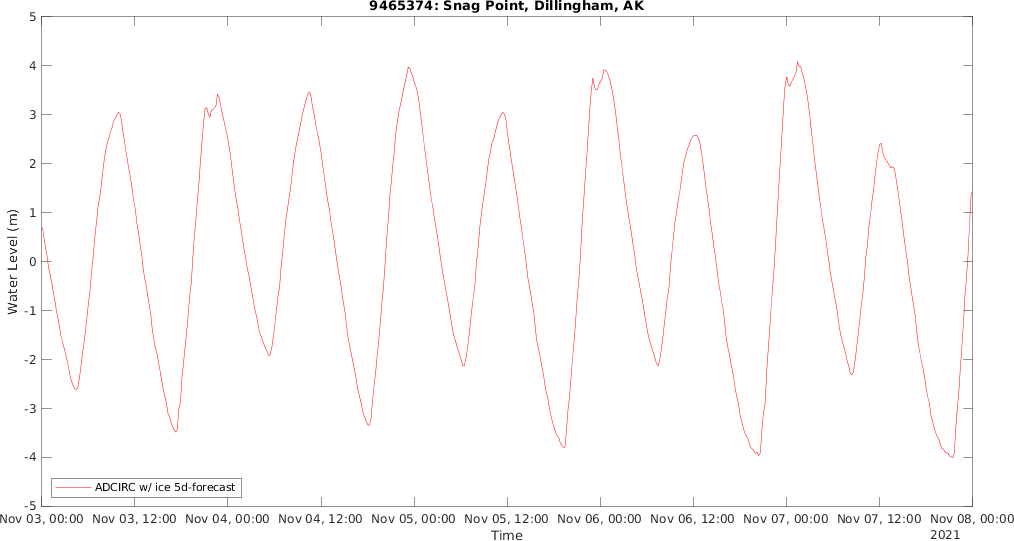 9465374: Snag Point, Dillingham, AK
5
4
3
2
1
0
-1
-2
-3
-4
-5
Water Level (m)
ADCIRC w/ ice 5d-forecast
Nov 03, 00:00 Nov 03, 12:00 Nov 04, 00:00 Nov 04, 12:00 Nov 05, 00:00 Nov 05, 12:00 Nov 06, 00:00 Nov 06, 12:00 Nov 07, 00:00 Nov 07, 12:00 Nov 08, 00:00
Time
2021